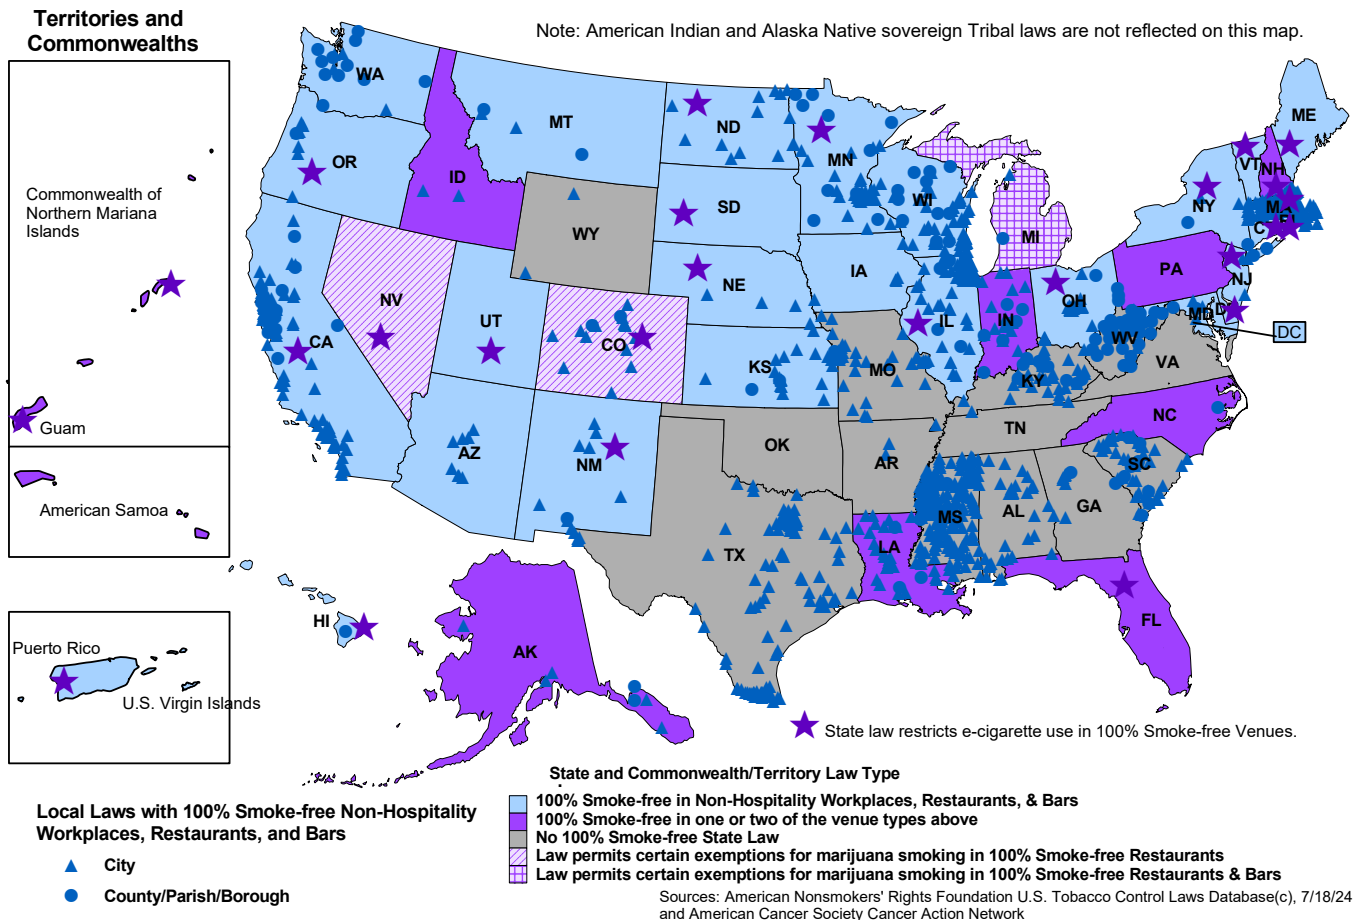 Territories and
Commonwealths
Note: American Indian and Alaska Native sovereign Tribal laws are not reflected on this map.
WA
MT
ND
MN
ME
VT
NH
OR
ID
SD
WI
NY
MA
RI
Commonwealth of
Northern Mariana
Islands
WY
MI
C
IA
PA
NE
NJ
NV
UT
CO
IL
IN
OH
D
MD
DC
CA
KS
MO
WV
VA
KY
NC
AZ
NM
OK
TN
AR
SC
Guam
MS
AL
GA
American Samoa
TX
LA
HI
AK
FL
Puerto Rico
U.S. Virgin Islands
State law restricts e-cigarette use in 100% Smoke-free Venues.
State and Commonwealth/Territory Law Type
100% Smoke-free in Non-Hospitality Workplaces, Restaurants, & Bars
100% Smoke-free in one or two of the venue types above
No 100% Smoke-free State Law
Law permits certain exemptions for marijuana smoking in 100% Smoke-free Restaurants
Law permits certain exemptions for marijuana smoking in 100% Smoke-free Restaurants & Bars
Local Laws with 100% Smoke-free Non-Hospitality
Workplaces, Restaurants, and Bars
City
County/Parish/Borough
Sources: American Nonsmokers' Rights Foundation U.S. Tobacco Control Laws Database(c), 7/18/24
and American Cancer Society Cancer Action Network